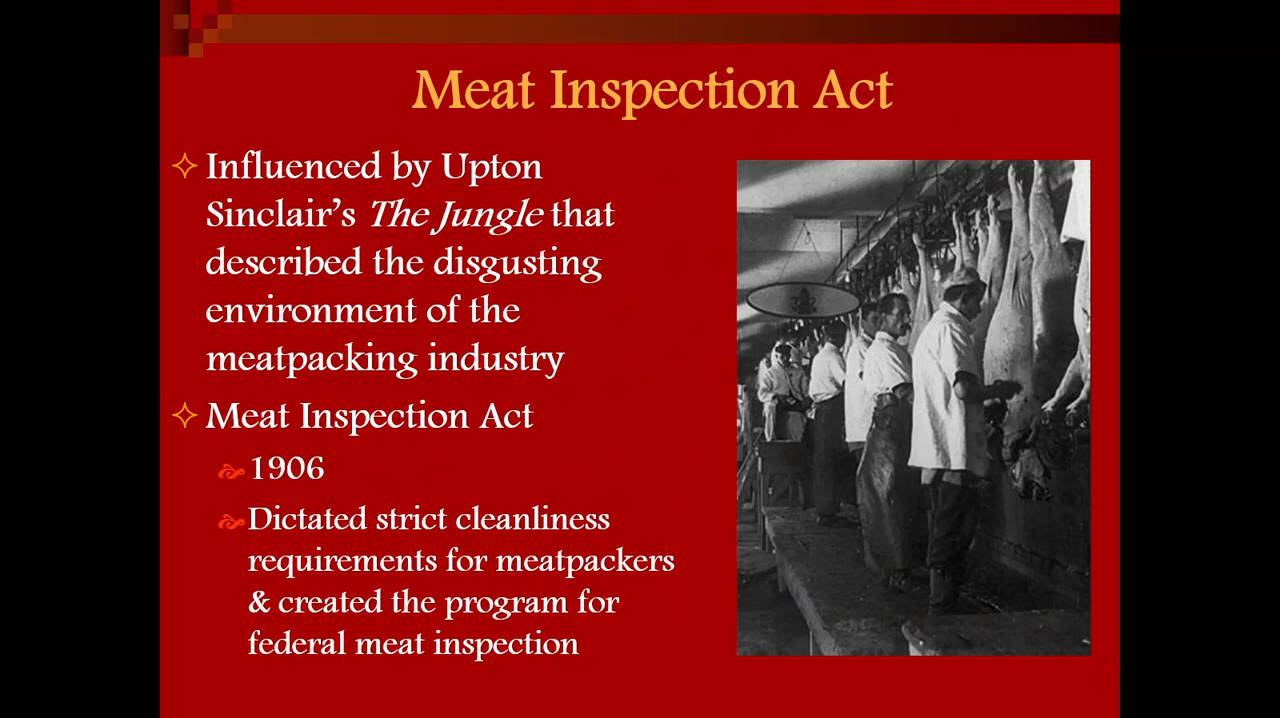 Meat Inspection Act
Influenced by Upton
Sinclair's The Jungle that
described the disgusting
environment of the
meatpacking industry
Meat Inspection Act
1906
Dictated strict cleanliness
requirements for meatpackers
& created the program for
federal meat inspection